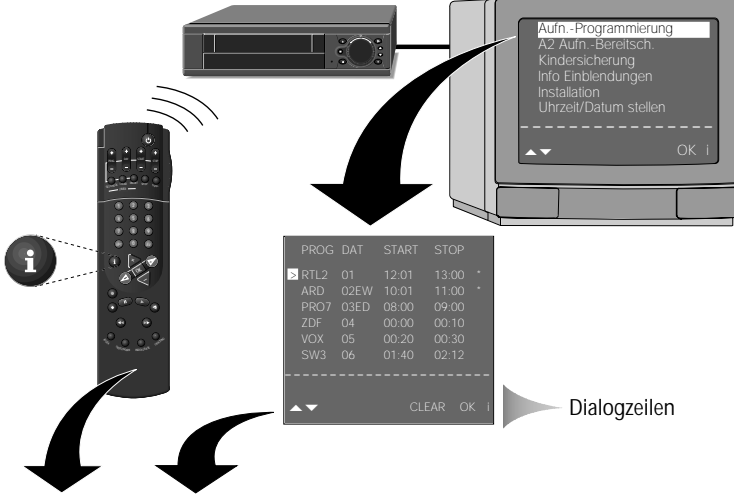 Aufn.-Programmierung
A2 Aufn.-Bereitsch.
Kindersicherung
Info Einblendungen
Installation
Uhrzeit/Datum stellen
OK i
i
PROG DAT START STOP
> RTL2 01 12:01 13:00 *
ARD 02EW 10:01 11:00 *
PRO7 03ED 08:00 09:00
ZDF 04 00:00 00:10
VOX 05 00:20 00:30
SW3 06 01:40 02:12
CLEAR OK i
Dialogzeilen